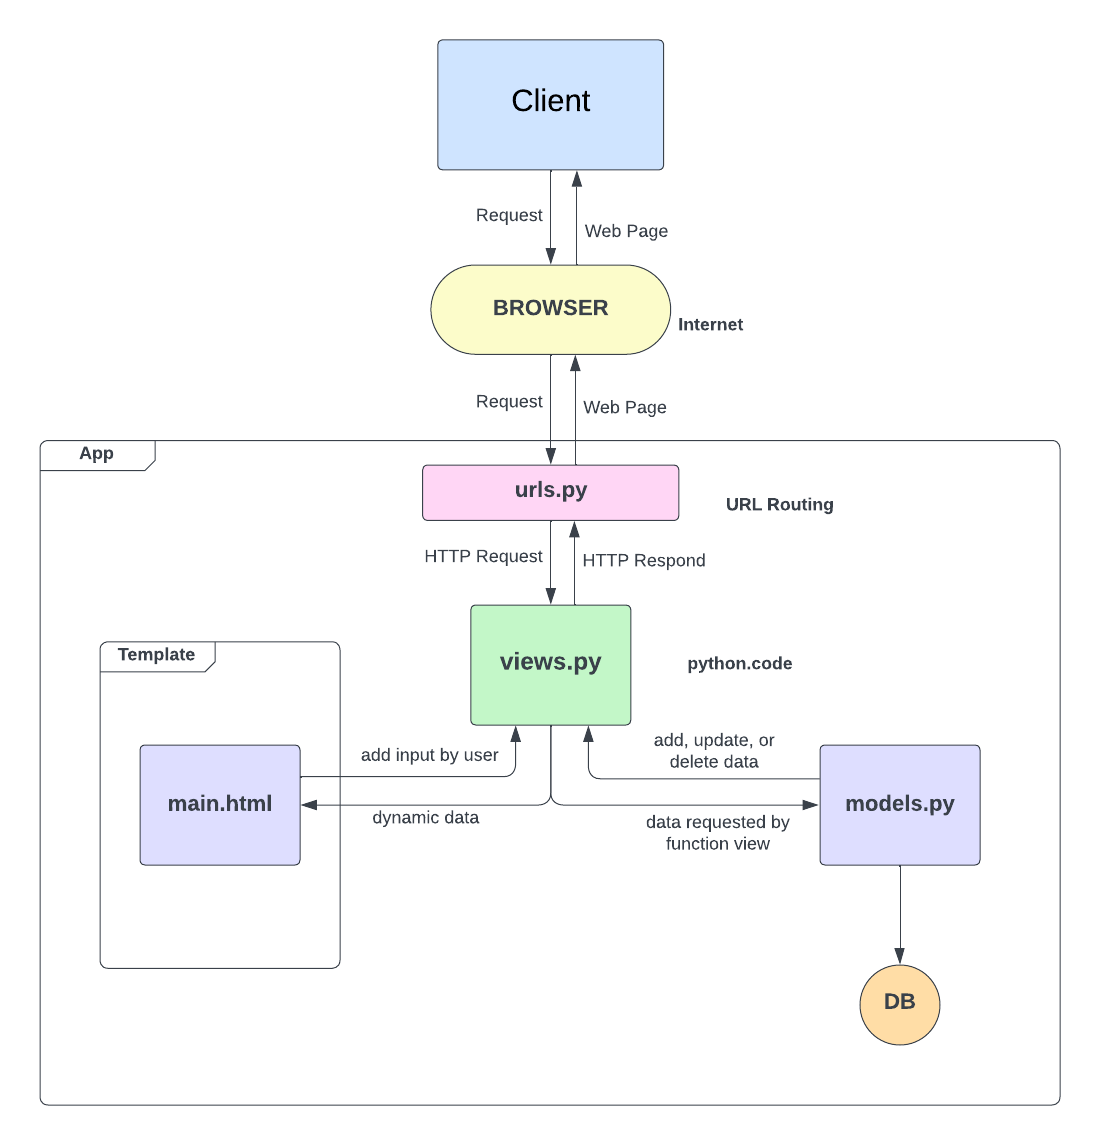 Client
Request
Web Page
BROWSER
Internet
Request
Web Page
App
urls.py
URL Routing
HTTP Request
HTTP Respond
Template
views.py
python.code
add input by user
add, update, or
delete data
main.html
models.py
dynamic data
data requested by
function view
DB